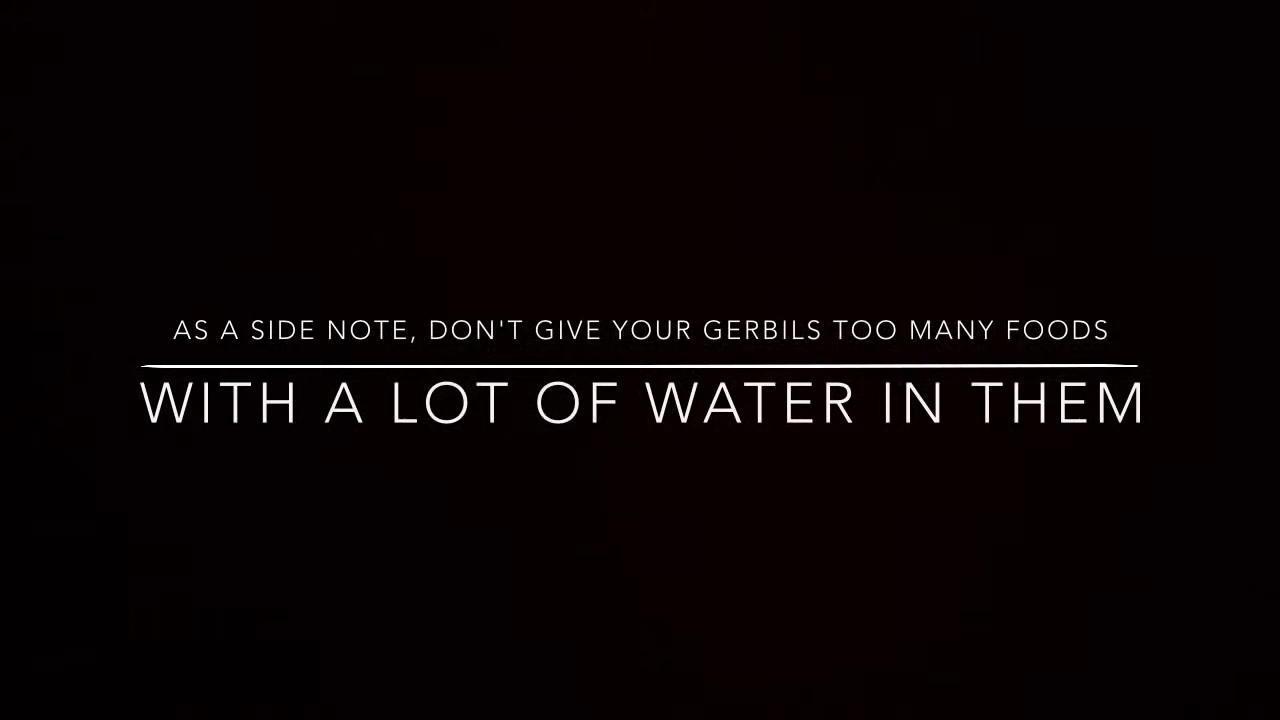 AS A SIDE NOTE, DON'T GIVE YOUR GERBILS TOO MANY FOODS
WITH A LOT OF WATER IN THEM